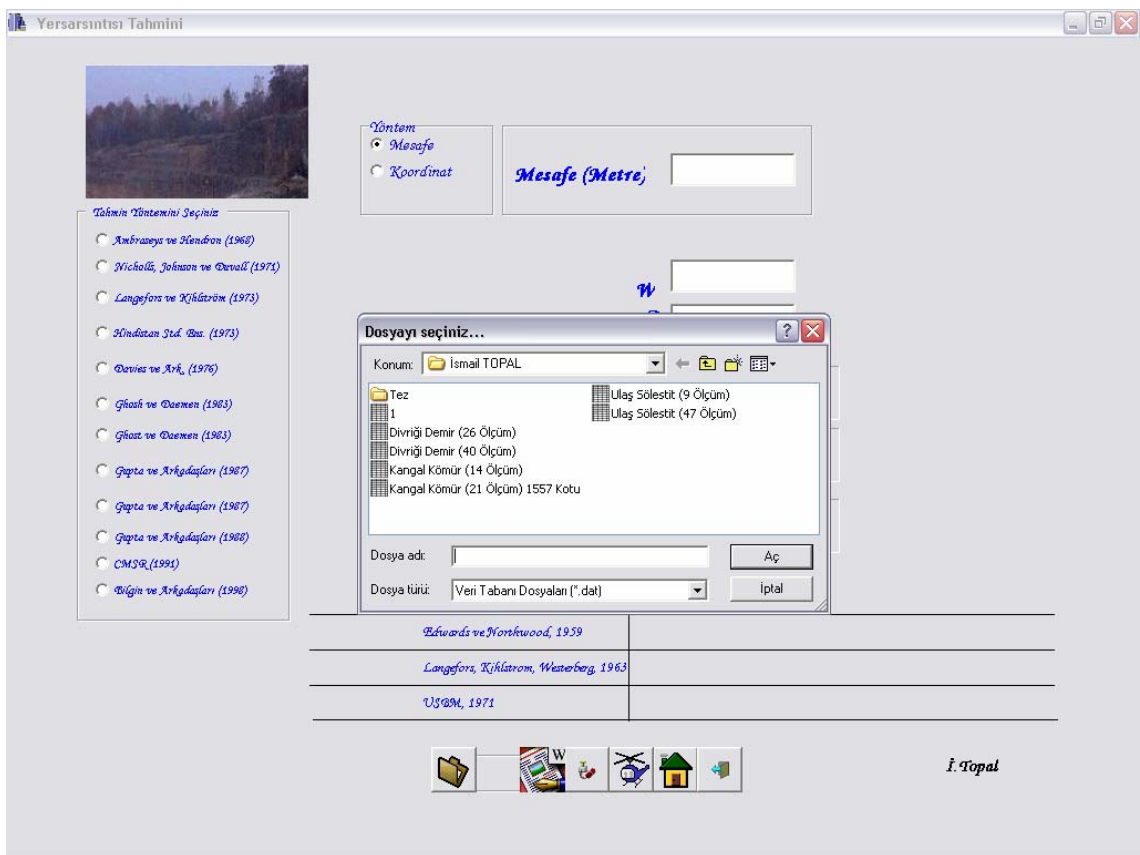 Yersarsıntısı Tahmini
Yöntem
Mesafe
Koordinat
Mesafe (Metre)
Tahmin Yöntemini Seçiniz
Ambraseys ve Hendron (1968)
Nicholls, Johnson ve Duvall (1971)
Langefors ve Kihlström (1973)
Hindistan Std. Ens. (1973)
Davies ve Ark. (1976)
Ghosh ve Daemen (1983)
Ghost ve Daemen (1983)
Gupta ve Arkadaşları (1987)
Gupta ve Arkadaşları (1987)
Gupta ve Arkadaşları (1988)
CMSR (1991)
Bilgin ve Arkadaşları (1998)
W
Dosyayı seçiniz...
Konum: İsmail TOPAL
Tez
1
Divriği Demir (26 Ölçüm)
Divriği Demir (40 Ölçüm)
Kangal Kömür (14 Ölçüm)
Kangal Kömür (21 Ölçüm) 1557 Kotu
Ulaş Sölestit (9 Ölçüm)
Ulaş Sölestit (47 Ölçüm)
Dosya adı:
Aç
Dosya türü: Veri Tabanı Dosyaları (*.dat)
İptal
Edwards ve Northwood, 1959
Langefors, Kihlstrom, Westerberg, 1963
USBM, 1971
W
İ. Topal